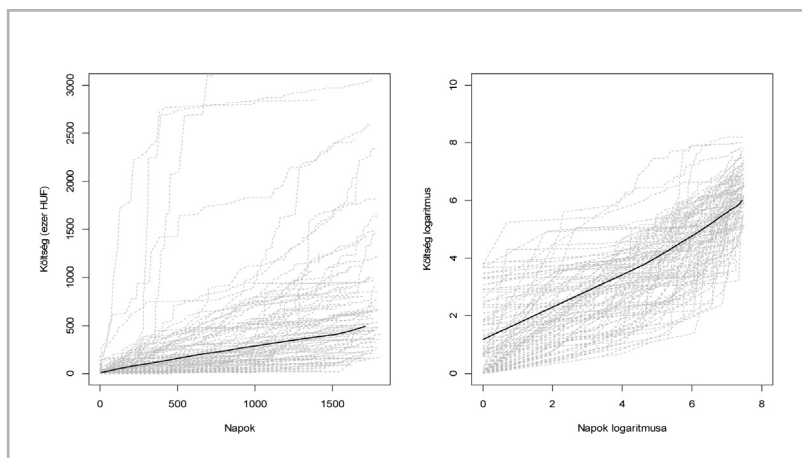 Költség (ezer HUF)
3000
2500
2000
1500
1000
500
0
0 500 1000 1500
Napok
Költség logaritmus
10
8
6
4
2
0
0 2 4 6 8
Napok logaritmusa